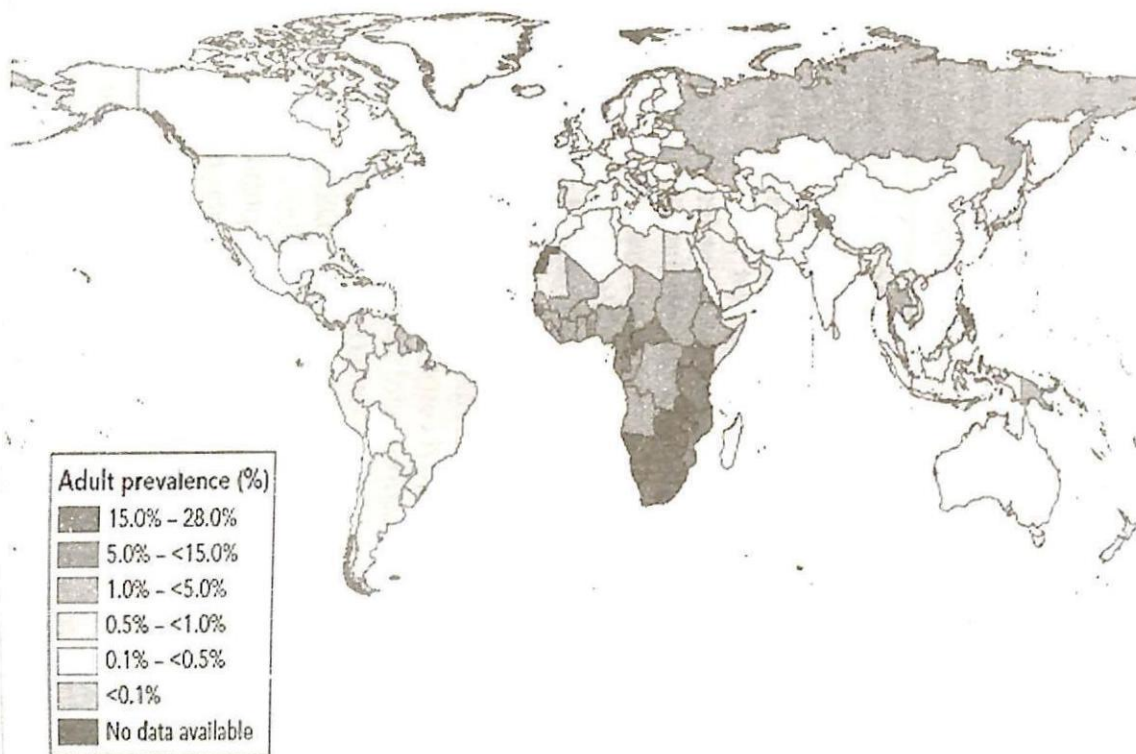 Adult prevalence (%)
15.0% – 28.0%
5.0% – <15.0%
1.0% – <5.0%
0.5% – <1.0%
0.1% – <0.5%
<0.1%
No data available